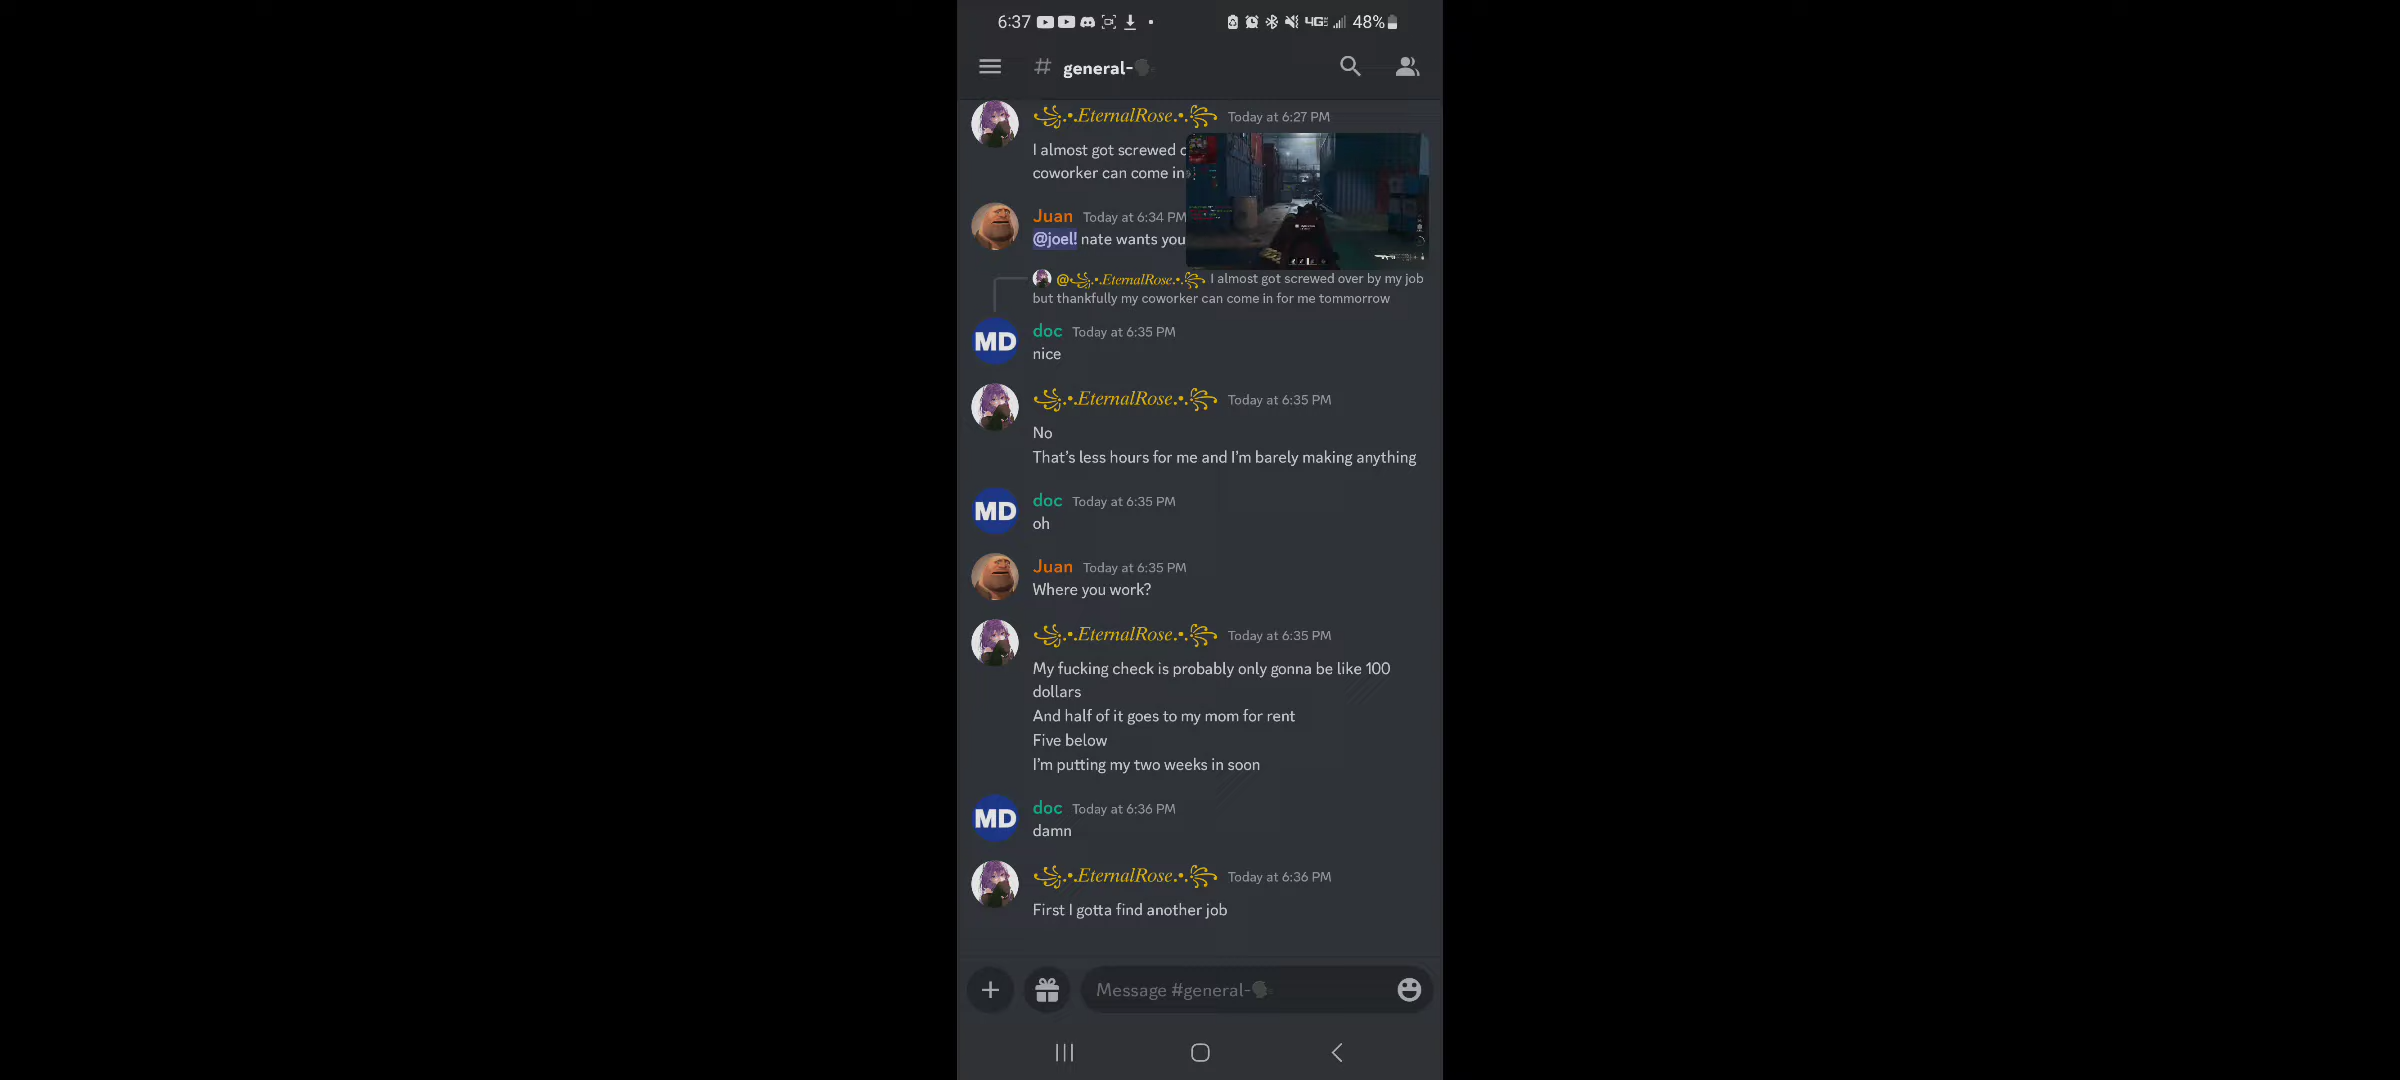 6:37 4G 48%
# general-
꧁.•.EternalRose.•.꧂ Today at 6:27 PM
I almost got screwed
coworker can come in
Juan Today at 6:34 PM
@joel! nate wants you
@꧁.•.EternalRose.•.꧂ I almost got screwed over by my job
but thankfully my coworker can come in for me tommorrow
MD doc Today at 6:35 PM
nice
꧁.•.EternalRose.•.꧂ Today at 6:35 PM
No
That's less hours for me and I'm barely making anything
MD doc Today at 6:35 PM
oh
Juan Today at 6:35 PM
Where you work?
꧁.•.EternalRose.•.꧂ Today at 6:35 PM
My fucking check is probably only gonna be like 100
dollars
And half of it goes to my mom for rent
Five below
I'm putting my two weeks in soon
MD doc Today at 6:36 PM
damn
꧁.•.EternalRose.•.꧂ Today at 6:36 PM
First I gotta find another job
Message #general-